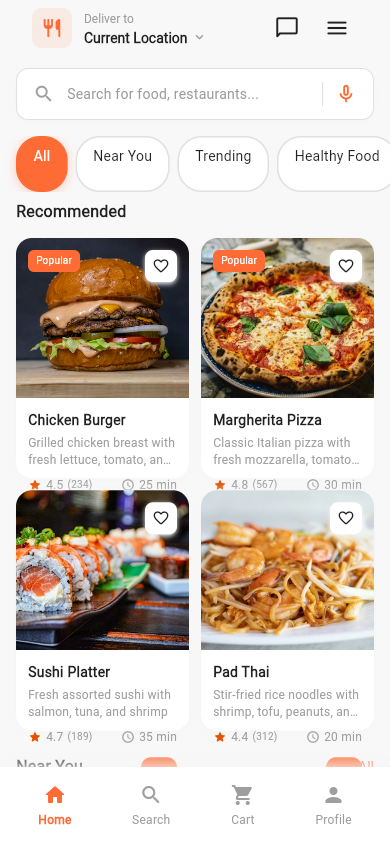 Deliver to
Current Location
Search for food, restaurants...
All
Near You
Trending
Healthy Food
Recommended
Popular
Popular
Chicken Burger
Grilled chicken breast with
fresh lettuce, tomato, an...
4.5 (234) 25 min
Margherita Pizza
Classic Italian pizza with
fresh mozzarella, tomato...
4.8 (567) 30 min
Sushi Platter
Fresh assorted sushi with
salmon, tuna, and shrimp
4.7 (189) 35 min
Pad Thai
Stir-fried rice noodles with
shrimp, tofu, peanuts, an...
4.4 (312) 20 min
Near You
All
Home
Search
Cart
Profile